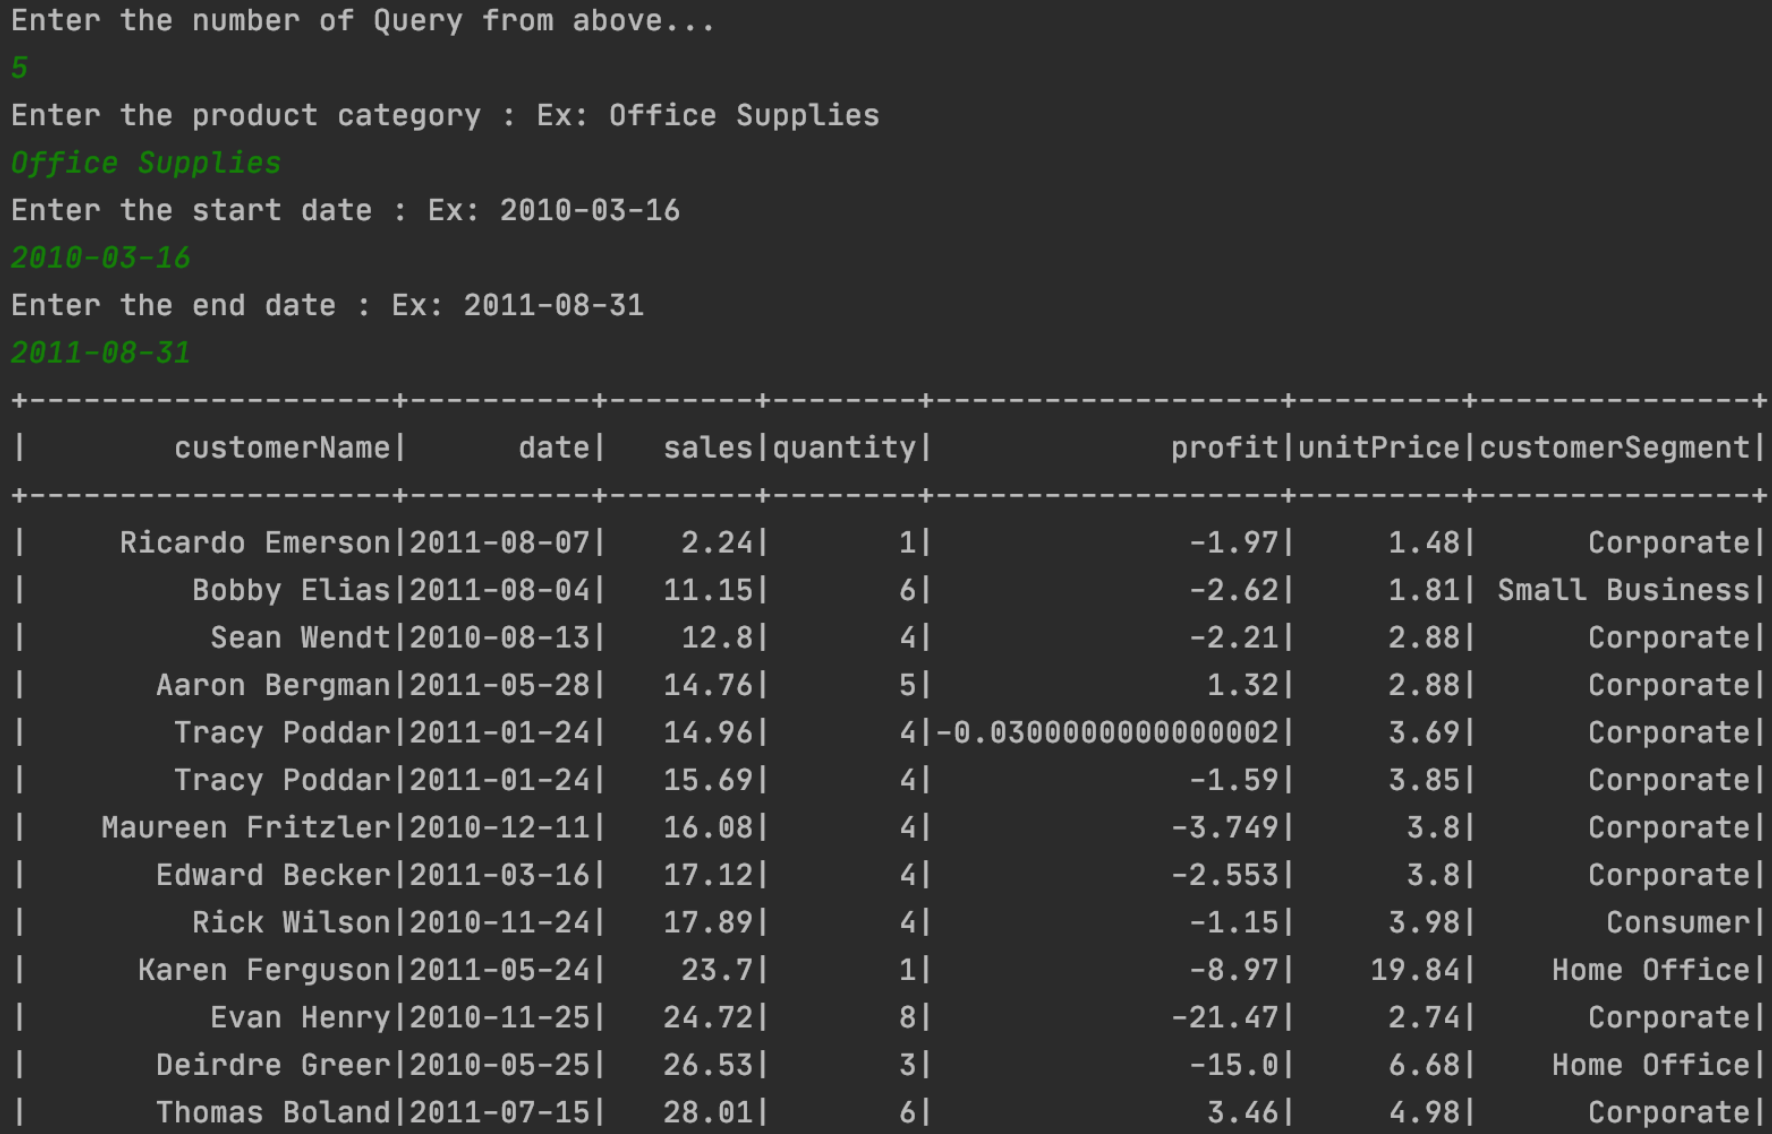 Enter the number of Query from above...
5
Enter the product category : Ex: Office Supplies
Office Supplies
Enter the start date : Ex: 2010-03-16
2010-03-16
Enter the end date : Ex: 2011-08-31
2011-08-31
+--------------------+----------+--------+--------+-------------------+---------+---------------+
|        customerName|      date|   sales|quantity|             profit|unitPrice|customerSegment|
+--------------------+----------+--------+--------+-------------------+---------+---------------+
|     Ricardo Emerson|2011-08-07|    2.24|       1|              -1.97|     1.48|      Corporate|
|         Bobby Elias|2011-08-04|   11.15|       6|              -2.62|     1.81| Small Business|
|          Sean Wendt|2010-08-13|    12.8|       4|              -2.21|     2.88|      Corporate|
|       Aaron Bergman|2011-05-28|   14.76|       5|               1.32|     2.88|      Corporate|
|        Tracy Poddar|2011-01-24|   14.96|       4|-0.0300000000000002|     3.69|      Corporate|
|        Tracy Poddar|2011-01-24|   15.69|       4|              -1.59|     3.85|      Corporate|
|    Maureen Fritzler|2010-12-11|   16.08|       4|             -3.749|      3.8|      Corporate|
|       Edward Becker|2011-03-16|   17.12|       4|             -2.553|      3.8|      Corporate|
|         Rick Wilson|2010-11-24|   17.89|       4|              -1.15|     3.98|       Consumer|
|      Karen Ferguson|2011-05-24|    23.7|       1|              -8.97|    19.84|    Home Office|
|          Evan Henry|2010-11-25|   24.72|       8|             -21.47|     2.74|      Corporate|
|       Deirdre Greer|2010-05-25|   26.53|       3|              -15.0|     6.68|    Home Office|
|       Thomas Boland|2011-07-15|   28.01|       6|               3.46|     4.98|      Corporate|